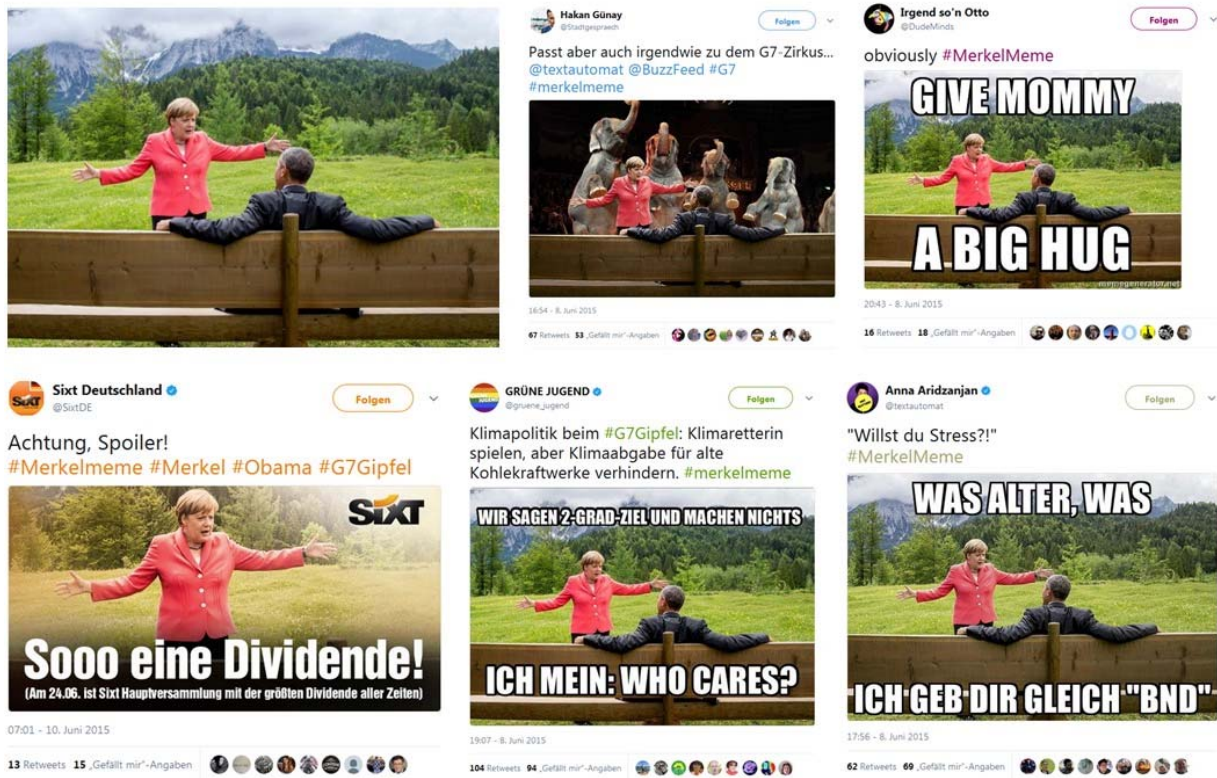 Hakan Günay
@Stadtgespraech
Folgen
Passt aber auch irgendwie zu dem G7-Zirkus...
@textautomat @BuzzFeed #G7
#merkelmeme
16:54 - 8. Juni 2015
67 Retweets 53 „Gefällt mir"-Angaben
Irgend so'n Otto
@DudeMinds
Folgen
obviously #MerkelMeme
GIVE MOMMY
A BIG HUG
memegenerator.net
20:43 - 8. Juni 2015
16 Retweets 18 „Gefällt mir"-Angaben
SIXT
Sixt Deutschland
@SixtDE
Folgen
Achtung, Spoiler!
#Merkelmeme #Merkel #Obama #G7Gipfel
SIXT
Sooo eine Dividende!
(Am 24.06. ist Sixt Hauptversammlung mit der größten Dividende aller Zeiten)
07:01 - 10. Juni 2015
13 Retweets 15 „Gefällt mir"-Angaben
GRÜNE JUGEND
@gruene_jugend
Folgen
Klimapolitik beim #G7Gipfel: Klimaretterin
spielen, aber Klimaabgabe für alte
Kohlekraftwerke verhindern. #merkelmeme
WIR SAGEN 2-GRAD-ZIEL UND MACHEN NICHTS
ICH MEIN: WHO CARES?
19:07 - 8. Juni 2015
104 Retweets 94 „Gefällt mir"-Angaben
Anna Aridzanjan
@textautomat
Folgen
"Willst du Stress?!"
#MerkelMeme
WAS ALTER, WAS
ICH GEB DIR GLEICH "BND"
17:56 - 8. Juni 2015
62 Retweets 69 „Gefällt mir"-Angaben